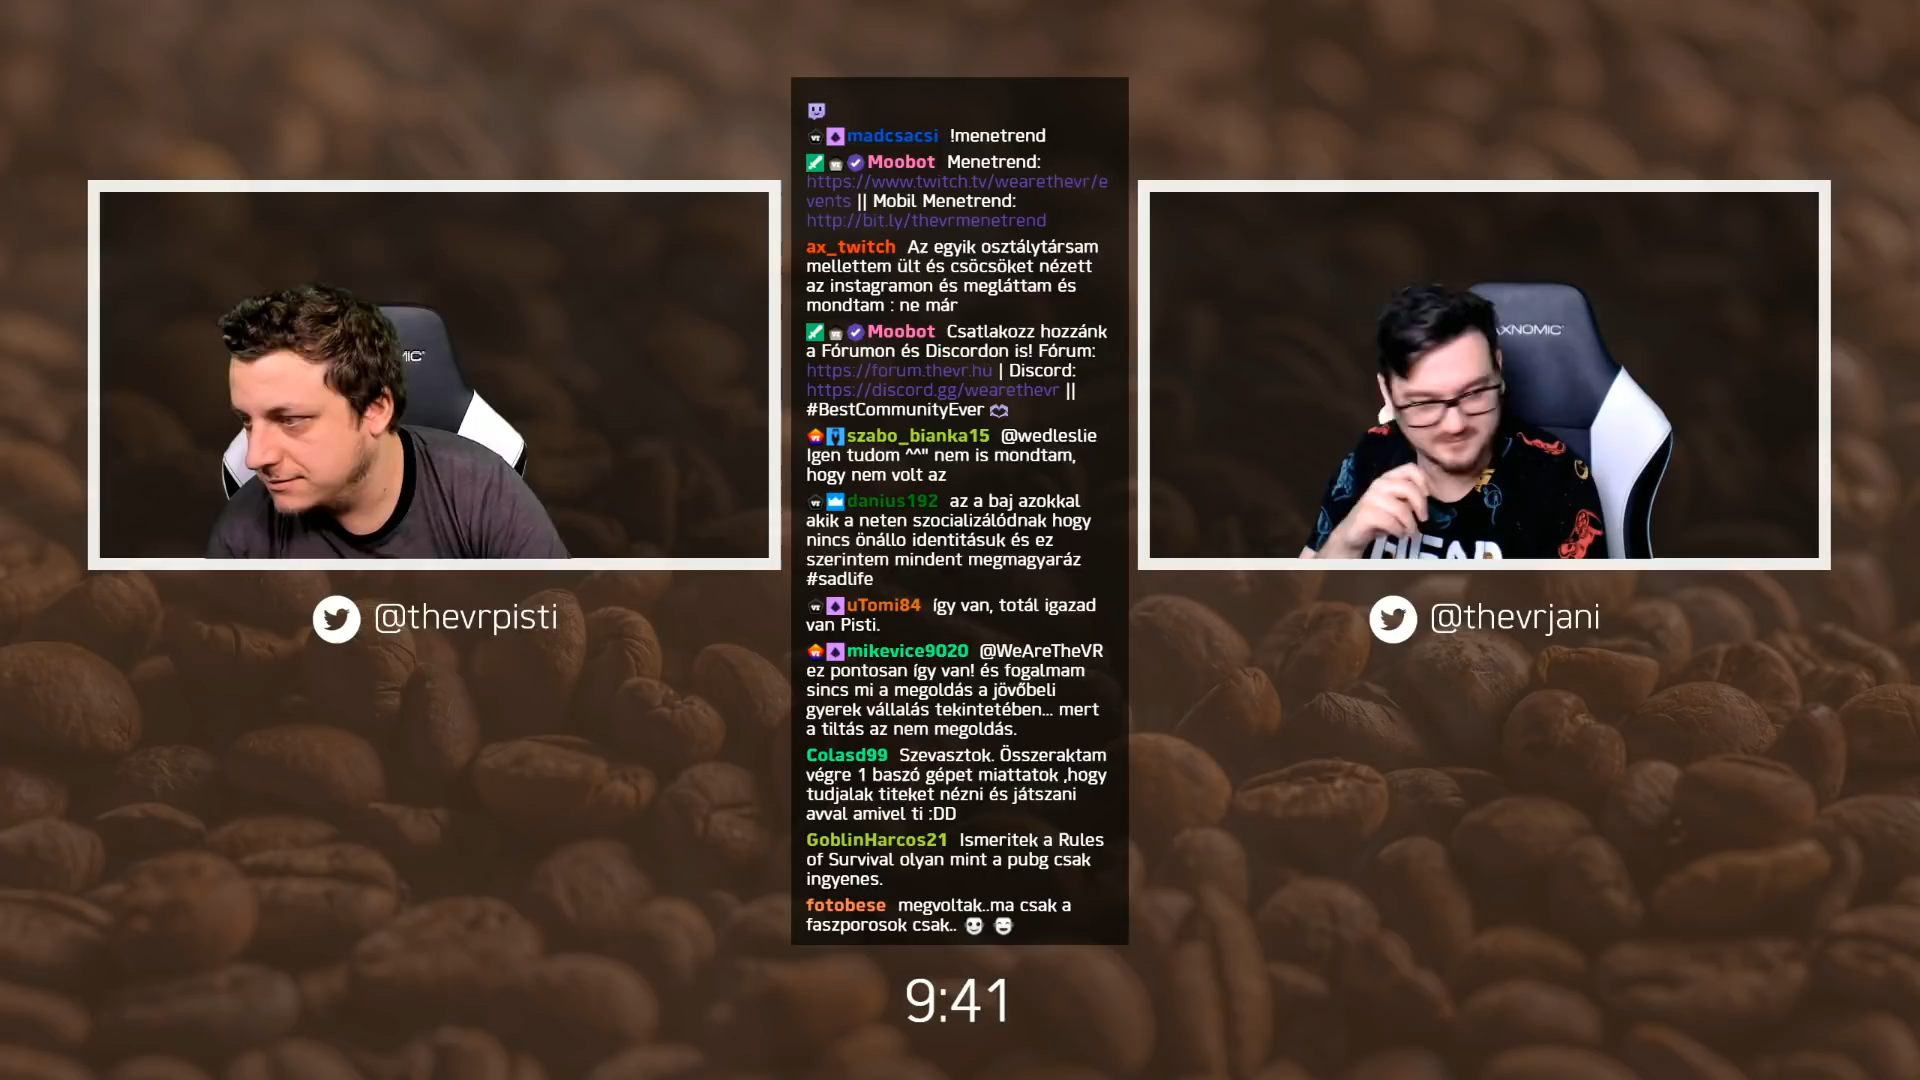 madcsacsi !menetrend
Moobot Menetrend:
https://www.twitch.tv/wearethevr/e
vents || Mobil Menetrend:
http://bit.ly/thevrmenetrend
ax_twitch Az egyik osztálytársam
mellettem ült és csöcsöket nézett
az instagramon és megláttam és
mondtam : ne már
Moobot Csatlakozz hozzánk
a Fórumon és Discordon is! Fórum:
https://forum.thevr.hu | Discord:
https://discord.gg/wearethevr ||
#BestCommunityEver
szabo_bianka15 @wedleslie
Igen tudom ^^" nem is mondtam,
hogy nem volt az
danius192 az a baj azokkal
akik a neten szocializálódnak hogy
nincs önállo identitásuk és ez
szerintem mindent megmagyaráz
#sadlife
uTomi84 így van, totál igazad
van Pisti.
mikevice9020 @WeAreTheVR
ez pontosan így van! és fogalmam
sincs mi a megoldás a jövőbeli
gyerek vállalás tekintetében... mert
a tiltás az nem megoldás.
Colasd99 Szevasztok. Összeraktam
végre 1 baszó gépet miattatok ,hogy
tudjalak titeket nézni és játszani
avval amivel ti :DD
GoblinHarcos21 Ismeritek a Rules
of Survival olyan mint a pubg csak
ingyenes.
fotobese megvoltak..ma csak a
faszporosok csak..
9:41
@thevrpisti
AXNOMIC
@thevrjani